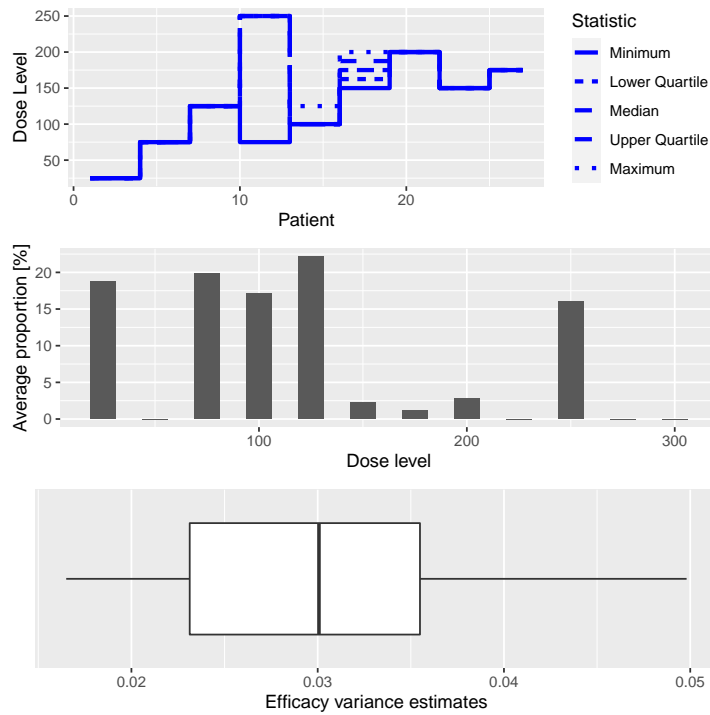 250
200
150
100
50
Dose Level
0
10
20
Patient
Statistic
Minimum
Lower Quartile
Median
Upper Quartile
Maximum
20
15
10
5
0
Average proportion [%]
100
200
300
Dose level
0.02
0.03
0.04
0.05
Efficacy variance estimates